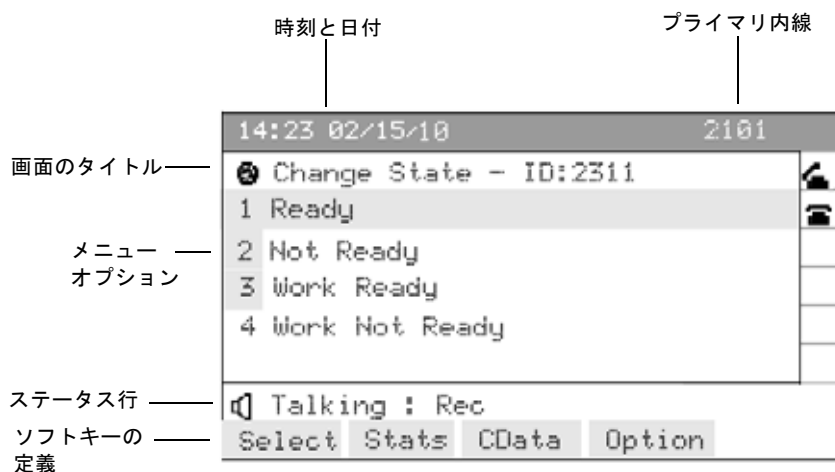 時刻と日付
プライマリ内線
14:23 02/15/10 2101
画面のタイトル
Change State - ID:2311
1 Ready
メニュー
オプション
2 Not Ready
3 Work Ready
4 Work Not Ready
ステータス行
Talking : Rec
ソフトキーの
定義
Select Stats CData Option